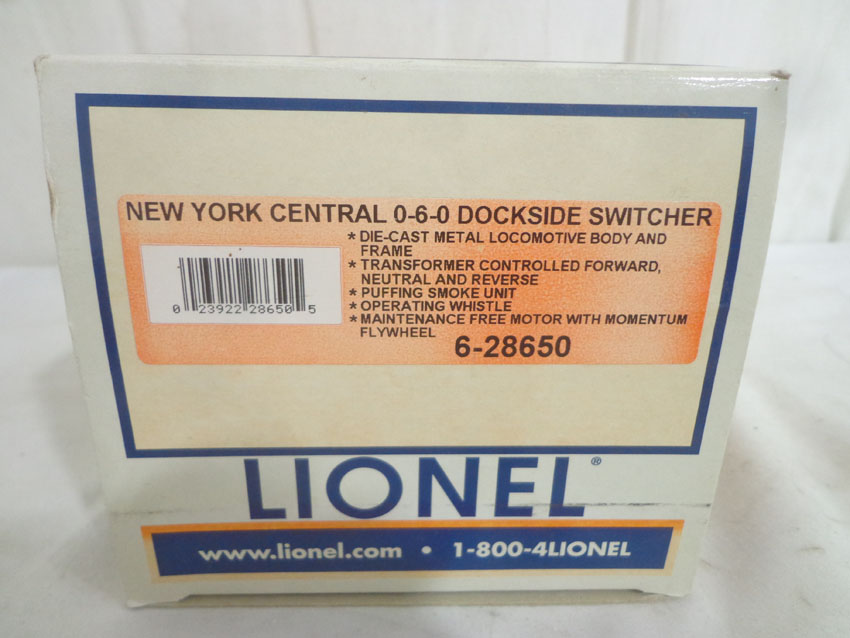 NEW YORK CENTRAL 0-6-0 DOCKSIDE SWITCHER
* DIE-CAST METAL LOCOMOTIVE BODY AND
FRAME
* TRANSFORMER CONTROLLED FORWARD,
NEUTRAL AND REVERSE
* PUFFING SMOKE UNIT
* OPERATING WHISTLE
* MAINTENANCE FREE MOTOR WITH MOMENTUM
FLYWHEEL
0 23922 28650 5
6-28650
LIONEL®
www.lionel.com • 1-800-4LIONEL